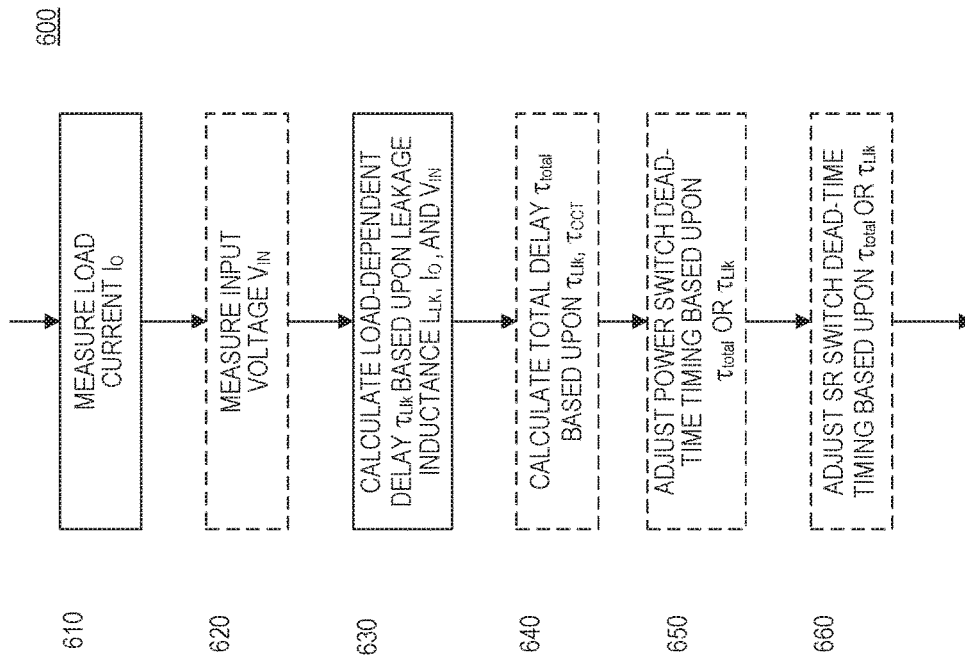 600
610
MEASURE LOAD
CURRENT IO
620
MEASURE INPUT
VOLTAGE VIN
630
CALCULATE LOAD-DEPENDENT
DELAY τLlk BASED UPON LEAKAGE
INDUCTANCE LLK, IO, AND VIN
640
CALCULATE TOTAL DELAY τtotal
BASED UPON τLlk, τCCT
650
ADJUST POWER SWITCH DEAD-
TIME TIMING BASED UPON
τtotal OR τLlk
660
ADJUST SR SWITCH DEAD-TIME
TIMING BASED UPON τtotal OR τLlk